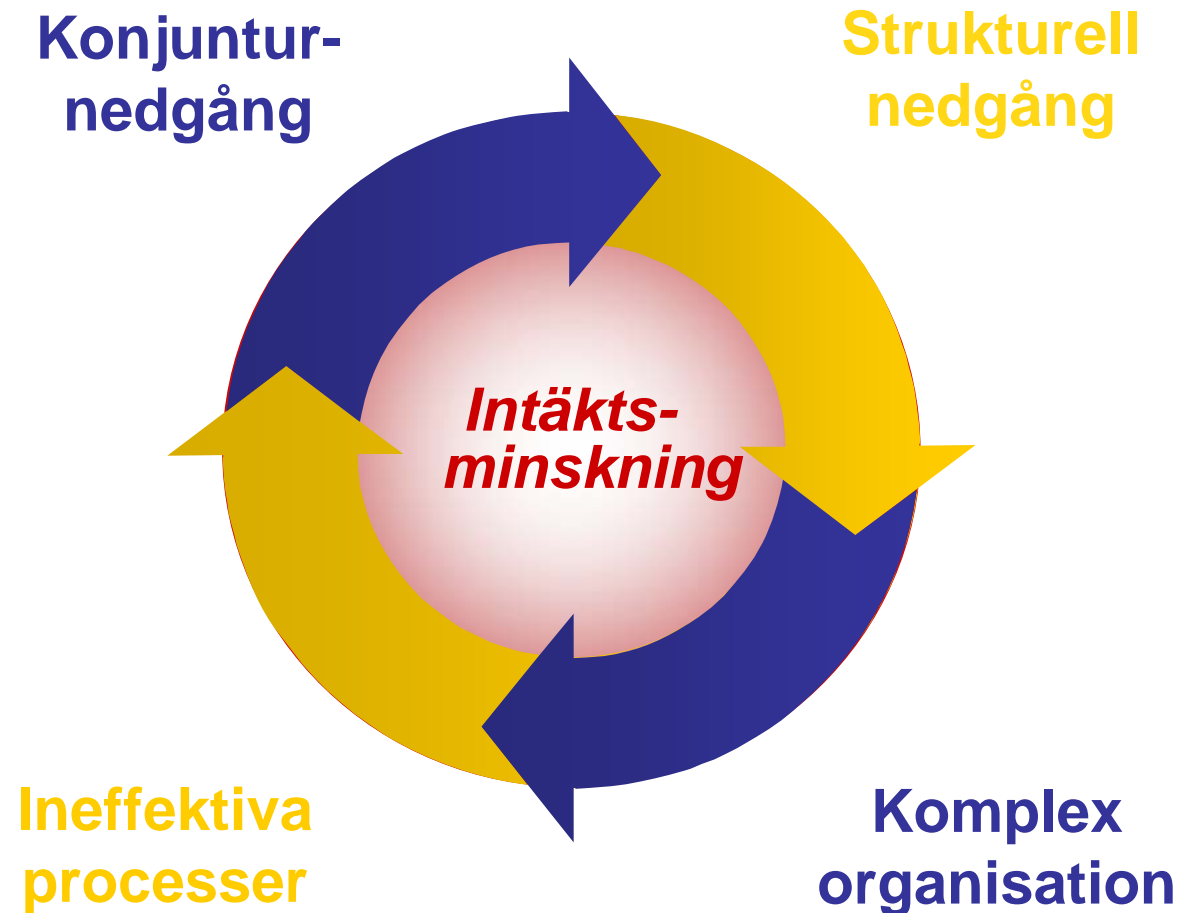 Konjuntur-
nedgång
Strukturell
nedgång
Intäkts-
minskning
Ineffektiva
processer
Komplex
organisation